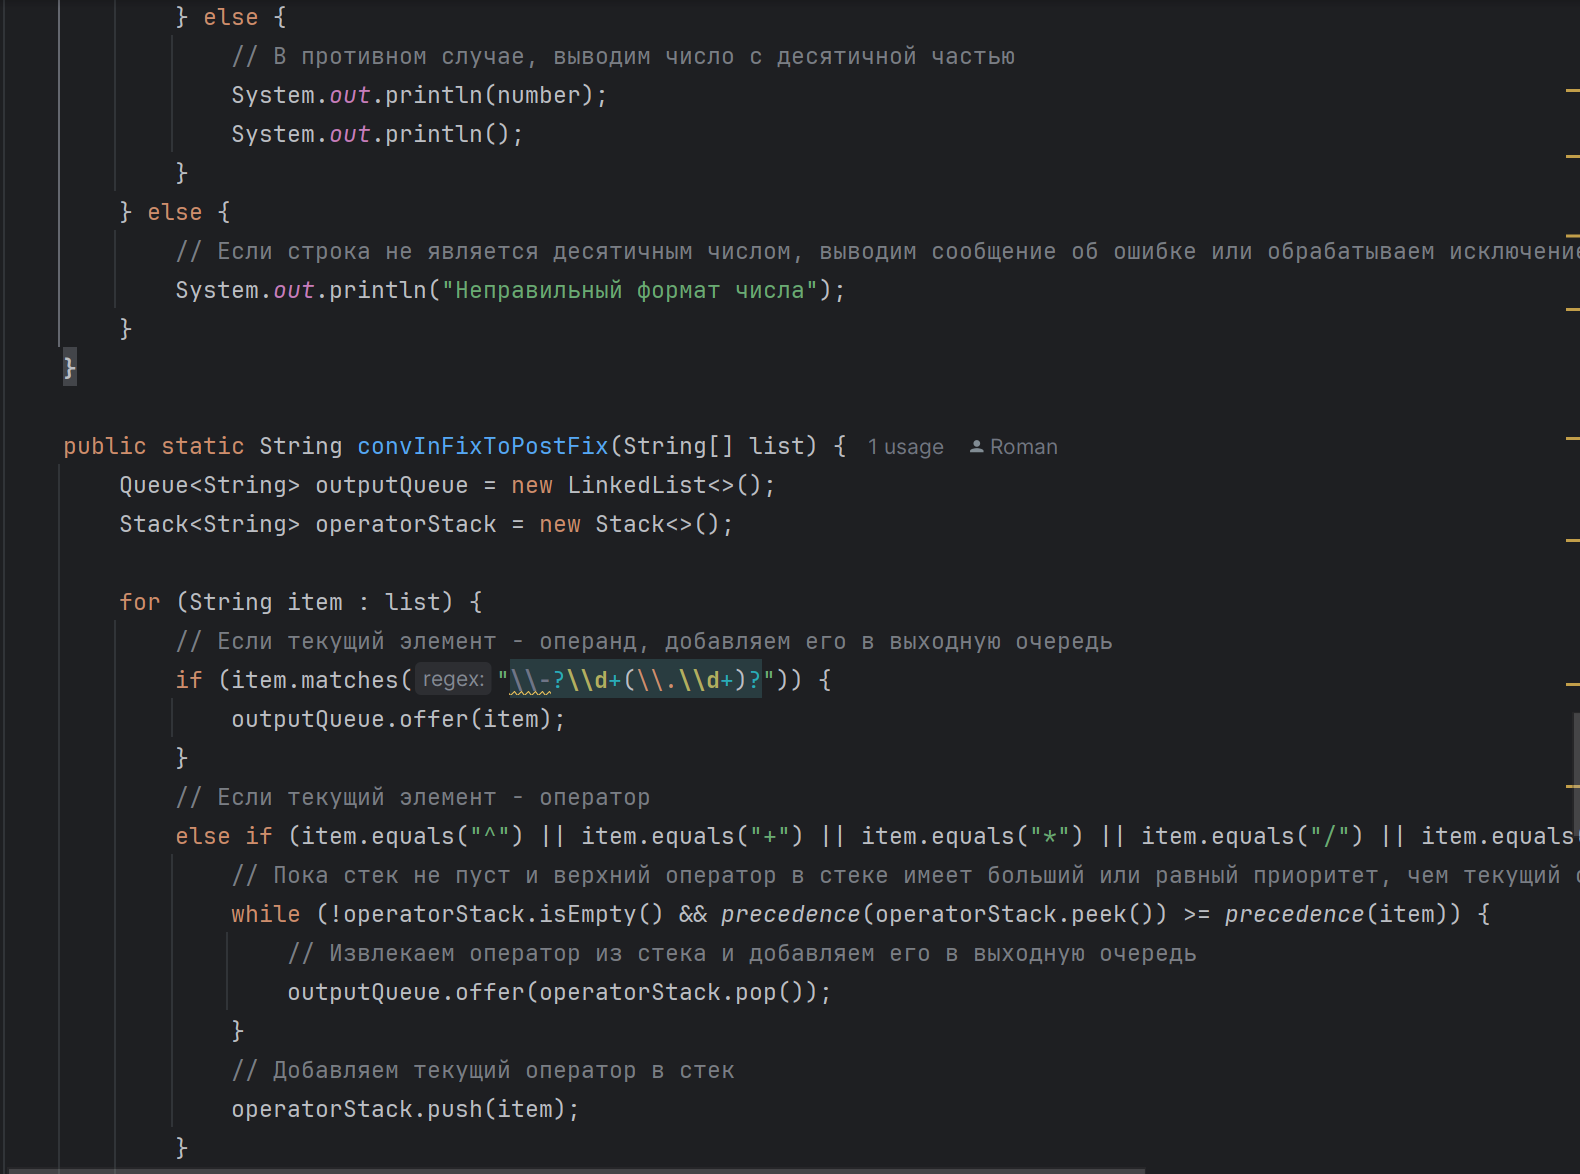 } else {
// В противном случае, выводим число с десятичной частью
System.out.println(number);
System.out.println();
}
} else {
// Если строка не является десятичным числом, выводим сообщение об ошибке или обрабатываем исключение
System.out.println("Неправильный формат числа");
}
}
public static String convInFixToPostFix(String[] list) { 1 usage Roman
Queue<String> outputQueue = new LinkedList<>();
Stack<String> operatorStack = new Stack<>();
for (String item : list) {
// Если текущий элемент - операнд, добавляем его в выходную очередь
if (item.matches( regex: "\\-?\\d+(\\.\\d+)?")) {
outputQueue.offer(item);
}
// Если текущий элемент - оператор
else if (item.equals("^") || item.equals("+") || item.equals("*") || item.equals("/") || item.equals
// Пока стек не пуст и верхний оператор в стеке имеет больший или равный приоритет, чем текущий
while (!operatorStack.isEmpty() && precedence(operatorStack.peek()) >= precedence(item)) {
// Извлекаем оператор из стека и добавляем его в выходную очередь
outputQueue.offer(operatorStack.pop());
}
// Добавляем текущий оператор в стек
operatorStack.push(item);
}